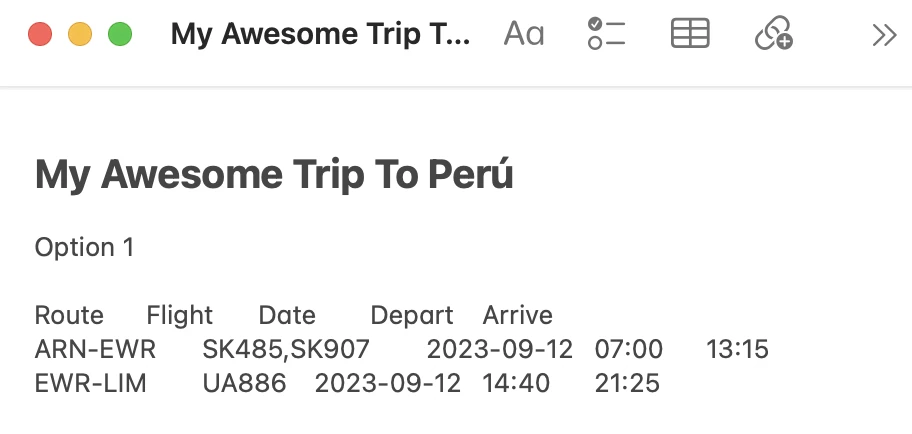 My Awesome Trip T...
Aa
My Awesome Trip To Perú
Option 1
Route Flight Date Depart Arrive
ARN-EWR SK485,SK907 2023-09-12 07:00 13:15
EWR-LIM UA886 2023-09-12 14:40 21:25